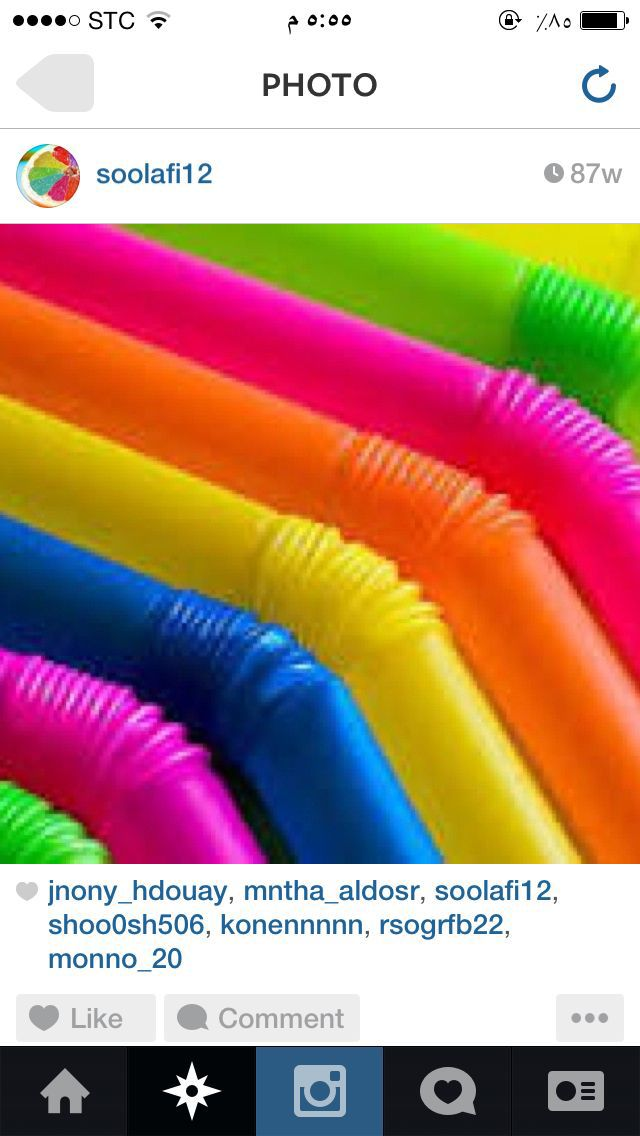 STC ٥:٥٥ م ٪٨٥
PHOTO
soolafi12 87w
jnony_hdouay, mntha_aldosr, soolafi12,
shoo0sh506, konennnnn, rsogrfb22,
monno_20
Like Comment